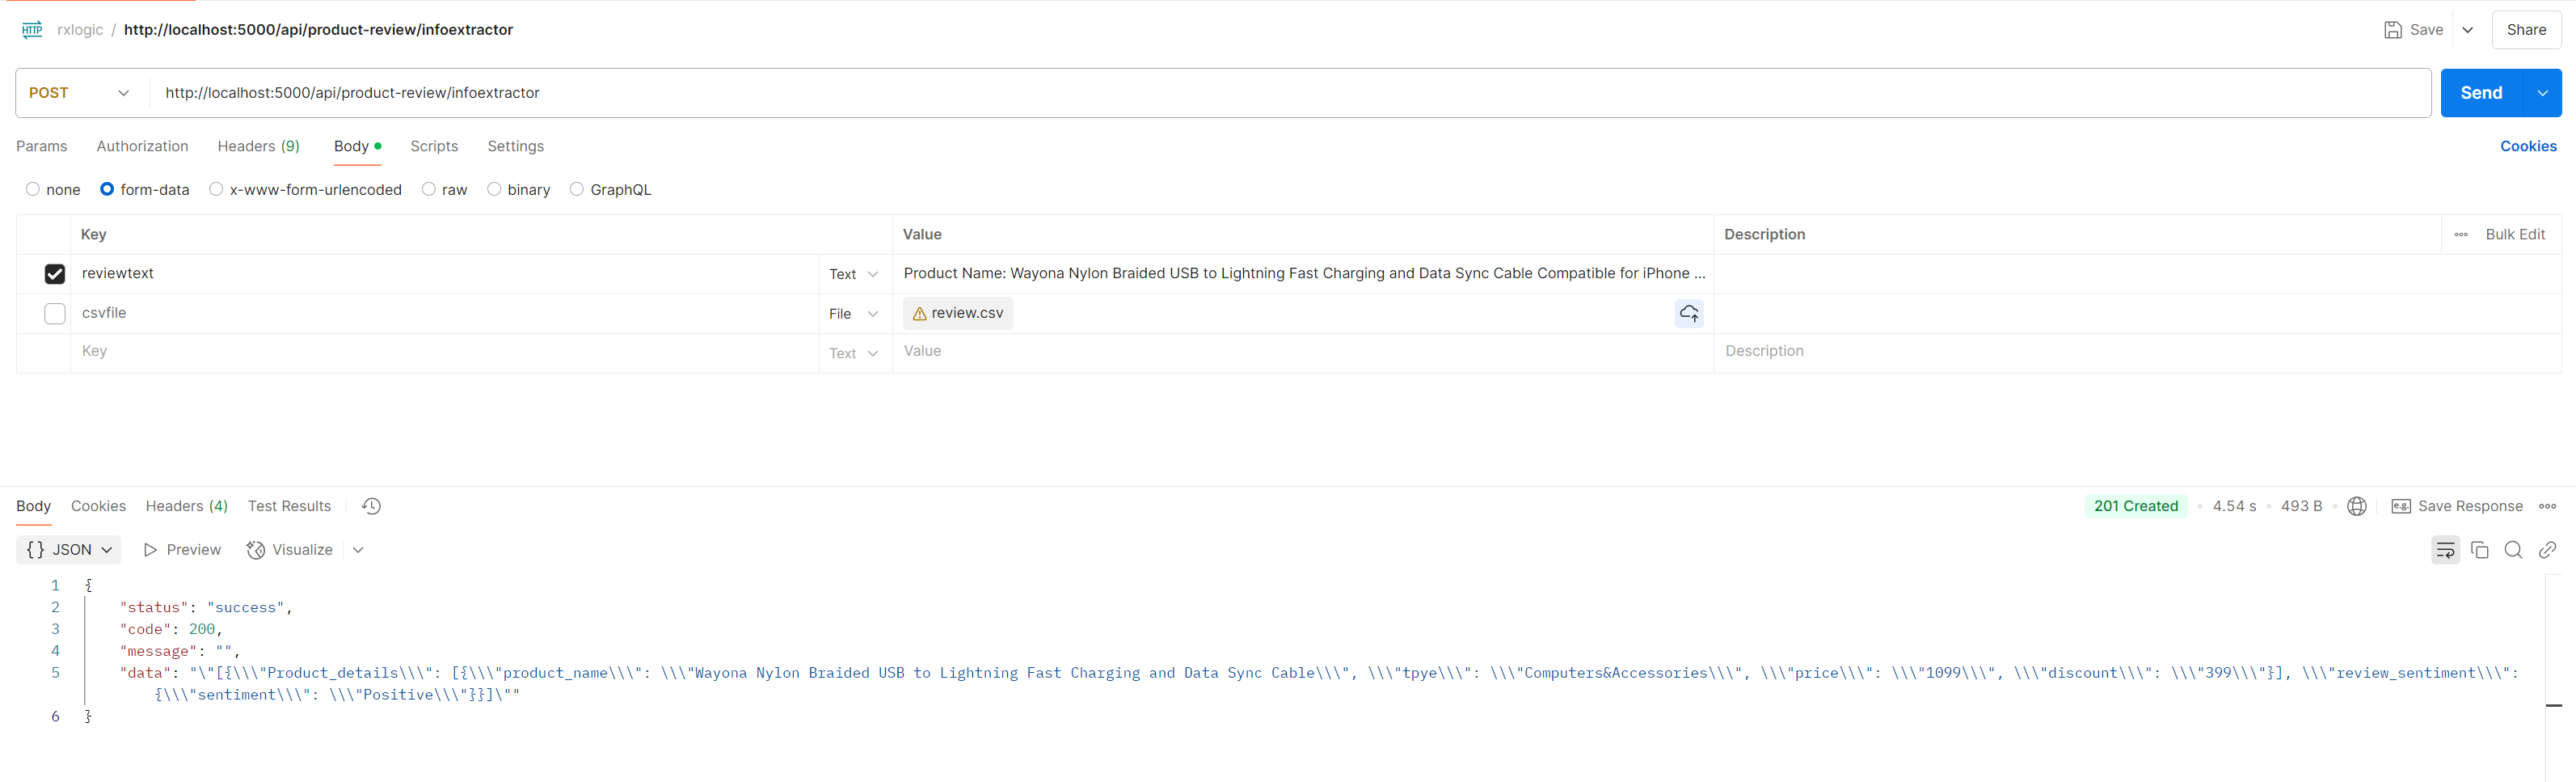 HTTP rxlogic / http://localhost:5000/api/product-review/infoextractor Save Share
POST http://localhost:5000/api/product-review/infoextractor Send
Params Authorization Headers (9) Body Scripts Settings Cookies
none form-data x-www-form-urlencoded raw binary GraphQL
Key Value Description Bulk Edit
reviewtext Text Product Name: Wayona Nylon Braided USB to Lightning Fast Charging and Data Sync Cable Compatible for iPhone ...
csvfile File review.csv
Key Text Value Description
Body Cookies Headers (4) Test Results 201 Created • 4.54 s • 493 B • e.g. Save Response
{} JSON Preview Visualize
1 {
2 "status": "success",
3 "code": 200,
4 "message": "",
5 "data": "\"[{\\\"Product_details\\\": [{\\\"product_name\\\": \\\"Wayona Nylon Braided USB to Lightning Fast Charging and Data Sync Cable\\\", \\\"tpye\\\": \\\"Computers&Accessories\\\", \\\"price\\\": \\\"1099\\\", \\\"discount\\\": \\\"399\\\"}], \\\"review_sentiment\\\":
{\\\"sentiment\\\": \\\"Positive\\\"}}]\""
6 }